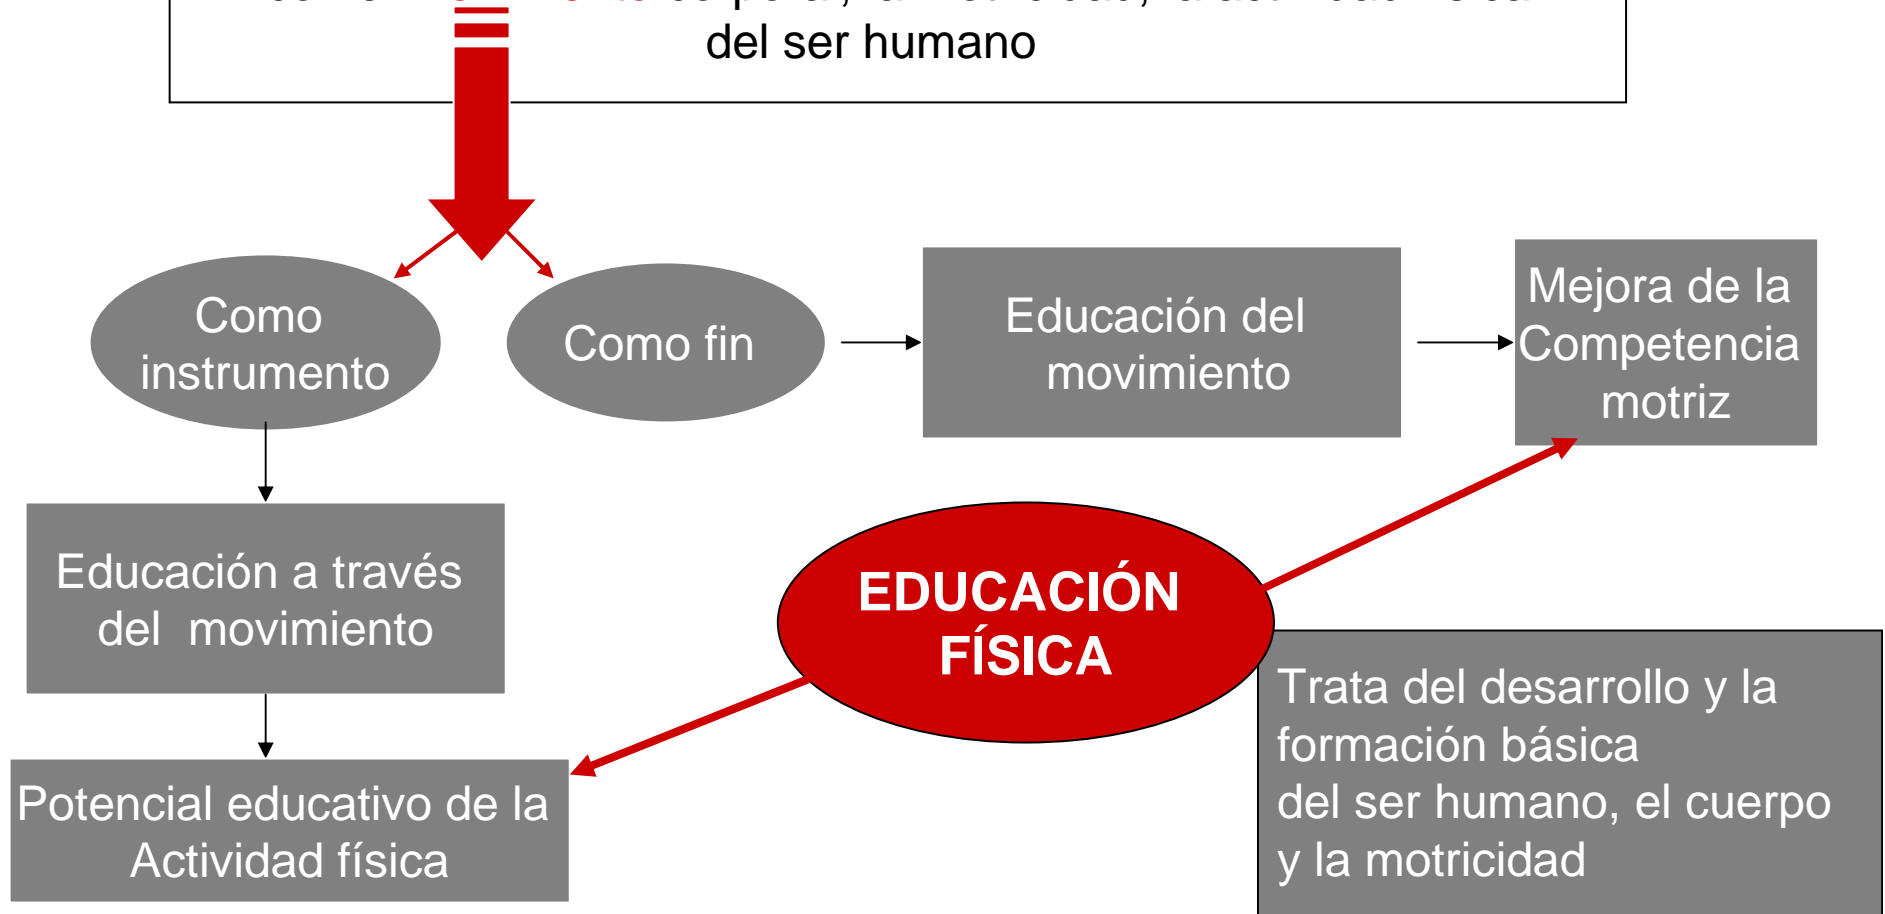 del ser humano
Como
instrumento
Como fin
Educación del
movimiento
Mejora de la
Competencia
motriz
Educación a través
del movimiento
EDUCACIÓN
FÍSICA
Potencial educativo de la
Actividad física
Trata del desarrollo y la
formación básica
del ser humano, el cuerpo
y la motricidad